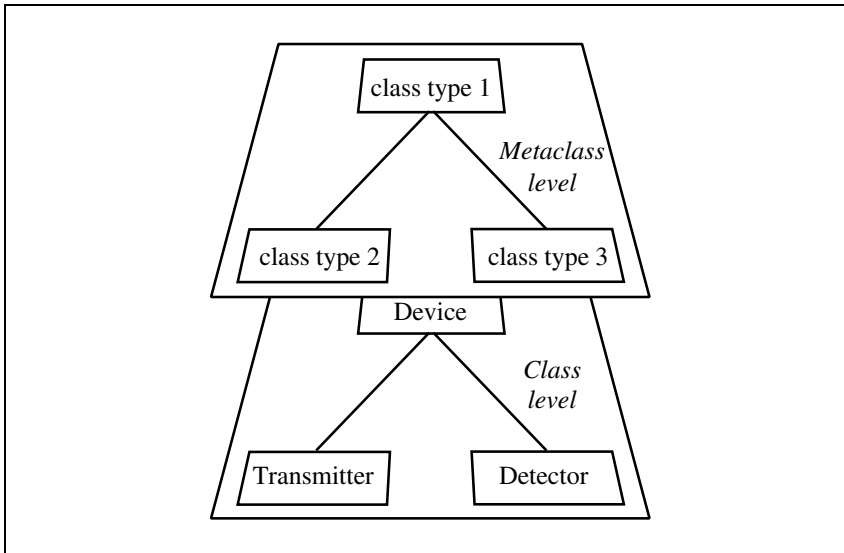 class type 1
Metaclass
level
class type 2
class type 3
Device
Class
level
Transmitter
Detector